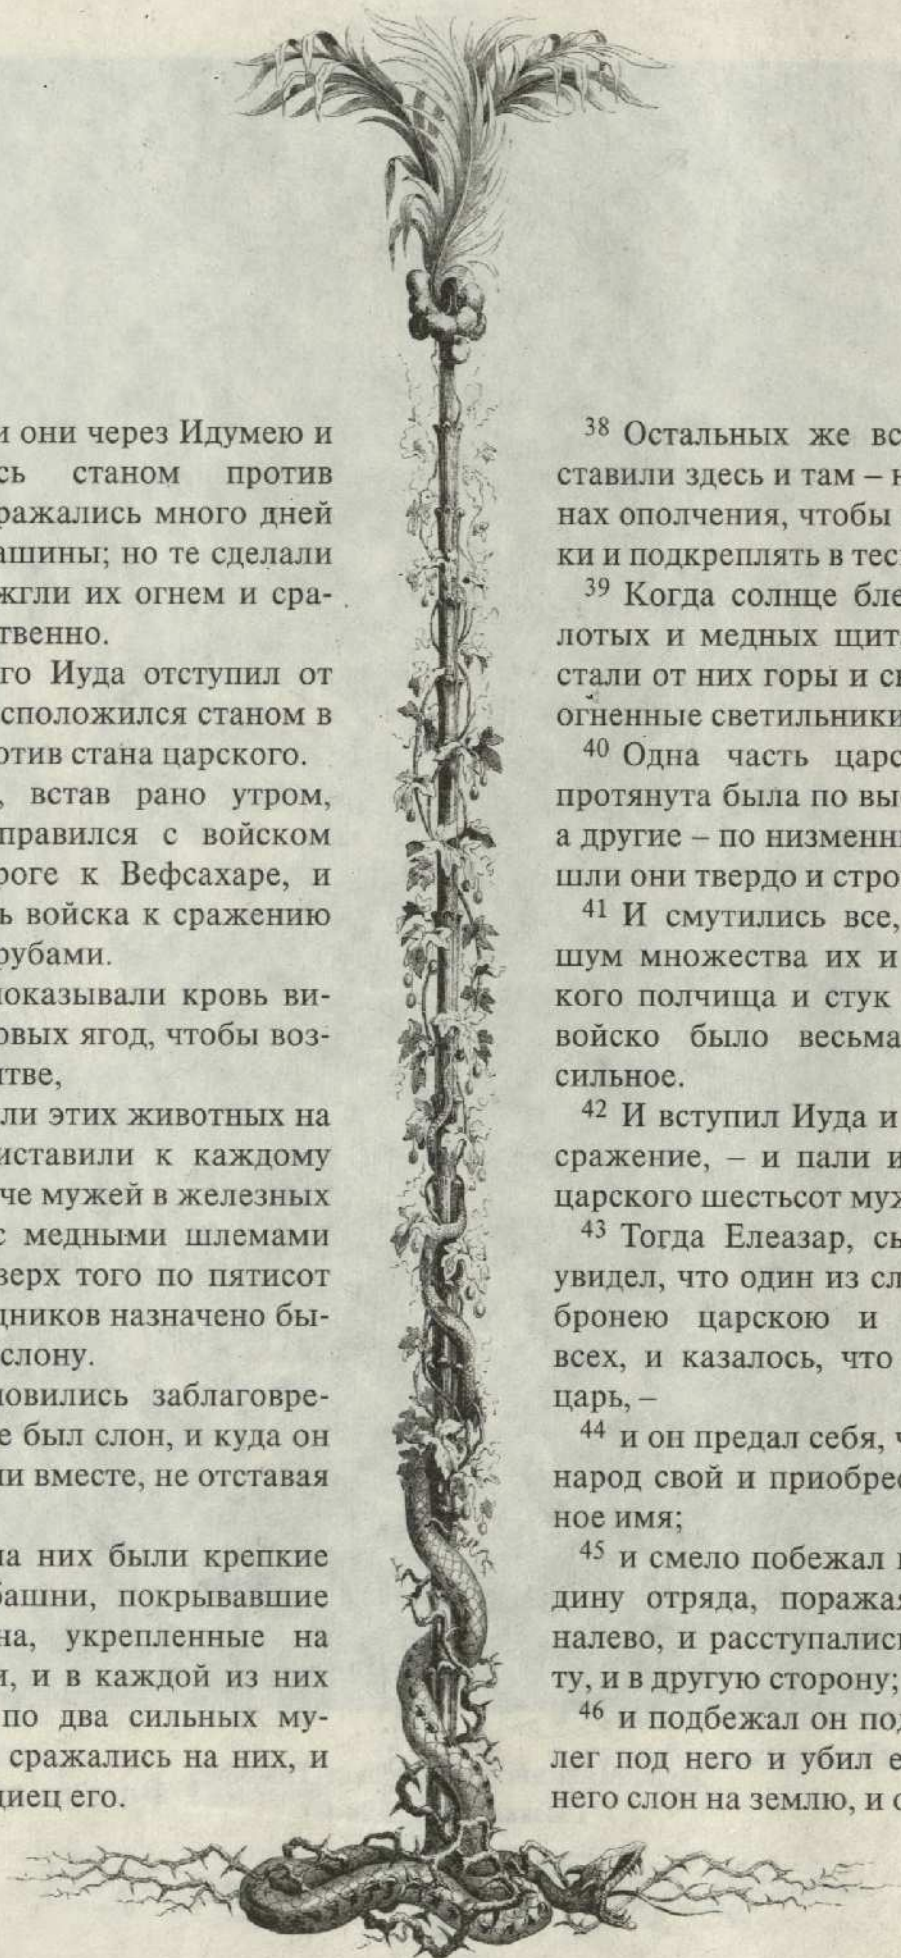 и они через Идумею и
сь станом против
ражались много дней
ашины; но те сделали
жгли их огнем и сра-
твенно.
го Иуда отступил от
сположился станом в
отив стана царского.
, встав рано утром,
правился с войском
роге к Вефсахаре, и
ь войска к сражению
рубами.
показывали кровь ви-
овых ягод, чтобы воз-
итве,
ли этих животных на
иставили к каждому
че мужей в железных
с медными шлемами
верх того по пятисот
дников назначено бы-
слону.
новились заблаговре-
е был слон, и куда он
ли вместе, не отставая
на них были крепкие
башни, покрывавшие
на, укрепленные на
и, и в каждой из них
по два сильных му-
сражались на них, и
диец его.
38 Остальных же вс
ставили здесь и там – н
нах ополчения, чтобы
ки и подкреплять в тес
39 Когда солнце бле
лотых и медных щит
стали от них горы и св
огненные светильники
40 Одна часть царс
протянута была по вы
а другие – по низменн
шли они твердо и стро
41 И смутились все,
шум множества их и
кого полчища и стук
войско было весьма
сильное.
42 И вступил Иуда и
сражение, – и пали и
царского шестьсот муж
43 Тогда Елеазар, сы
увидел, что один из сл
бронею царскою и
всех, и казалось, что
царь, –
44 и он предал себя, ч
народ свой и приобрес
ное имя;
45 и смело побежал
дину отряда, поражая
налево, и расступались
ту, и в другую сторону;
46 и подбежал он под
лег под него и убил е
него слон на землю, и о